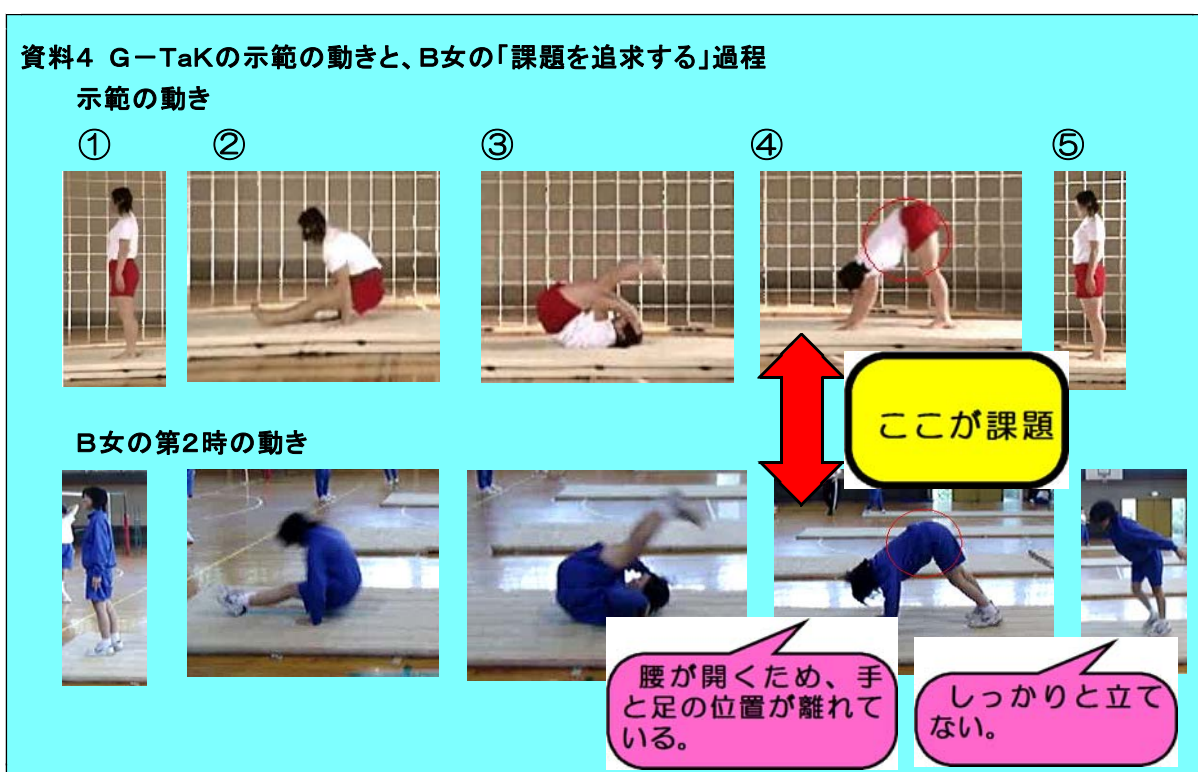 資料4 G－TaKの示範の動きと、B女の「課題を追求する」過程
示範の動き
① ② ③ ④ ⑤
ここが課題
B女の第2時の動き
腰が開くため、手
と足の位置が離れて
いる。
しっかりと立て
ない。